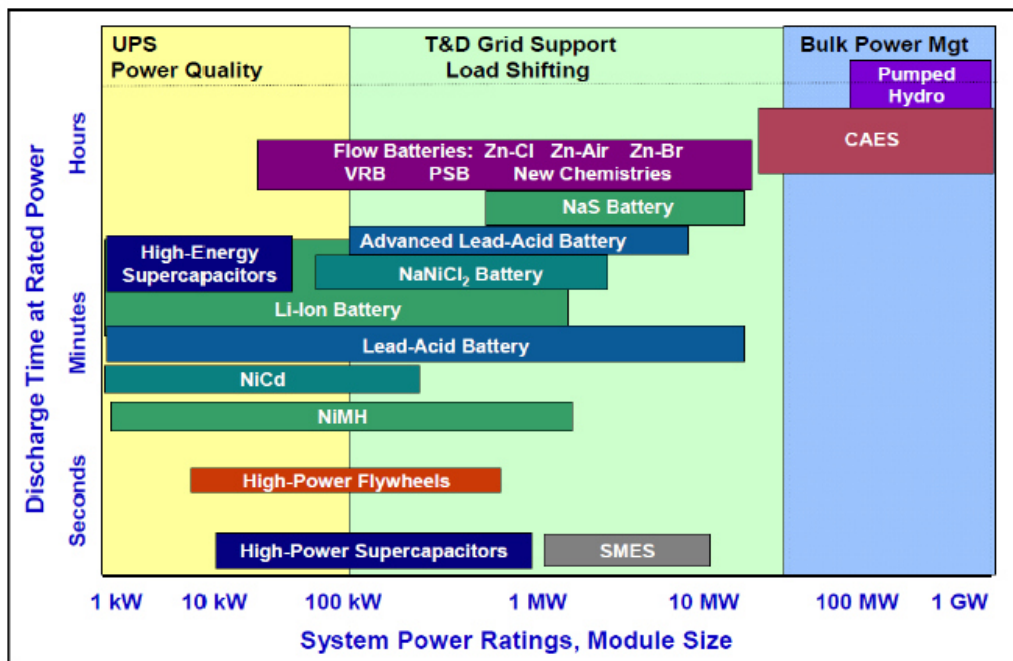 UPS
Power Quality
T&D Grid Support
Load Shifting
Bulk Power Mgt
Pumped
Hydro
CAES
Flow Batteries: Zn-Cl Zn-Air Zn-Br
VRB PSB New Chemistries
NaS Battery
Advanced Lead-Acid Battery
High-Energy
Supercapacitors
NaNiCl₂ Battery
Li-Ion Battery
Lead-Acid Battery
NiCd
NiMH
High-Power Flywheels
High-Power Supercapacitors
SMES
Discharge Time at Rated Power
Hours
Minutes
Seconds
1 kW 10 kW 100 kW 1 MW 10 MW 100 MW 1 GW
System Power Ratings, Module Size